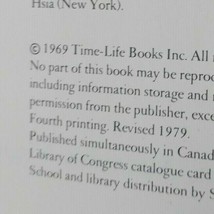 Hsia (New York).
© 1969 Time-Life Books Inc. All
No part of this book may be reproc
including information storage and
permission from the publisher, excep
Fourth printing. Revised 1979.
Published simultaneously in Canad
Library of Congress catalogue card
School and library distribution by S